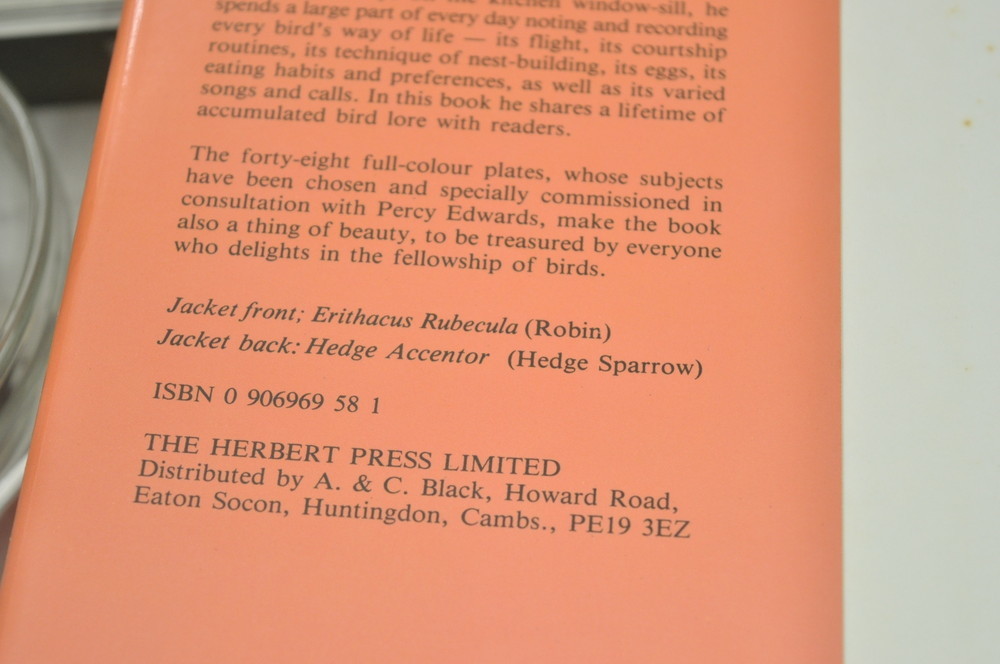 kitchen window-sill, he
spends a large part of every day noting and recording
every bird's way of life — its flight, its courtship
routines, its technique of nest-building, its eggs, its
eating habits and preferences, as well as its varied
songs and calls. In this book he shares a lifetime of
accumulated bird lore with readers.
The forty-eight full-colour plates, whose subjects
have been chosen and specially commissioned in
consultation with Percy Edwards, make the book
also a thing of beauty, to be treasured by everyone
who delights in the fellowship of birds.
Jacket front; Erithacus Rubecula (Robin)
Jacket back: Hedge Accentor (Hedge Sparrow)
ISBN 0 906969 58 1
THE HERBERT PRESS LIMITED
Distributed by A. & C. Black, Howard Road,
Eaton Socon, Huntingdon, Cambs., PE19 3EZ